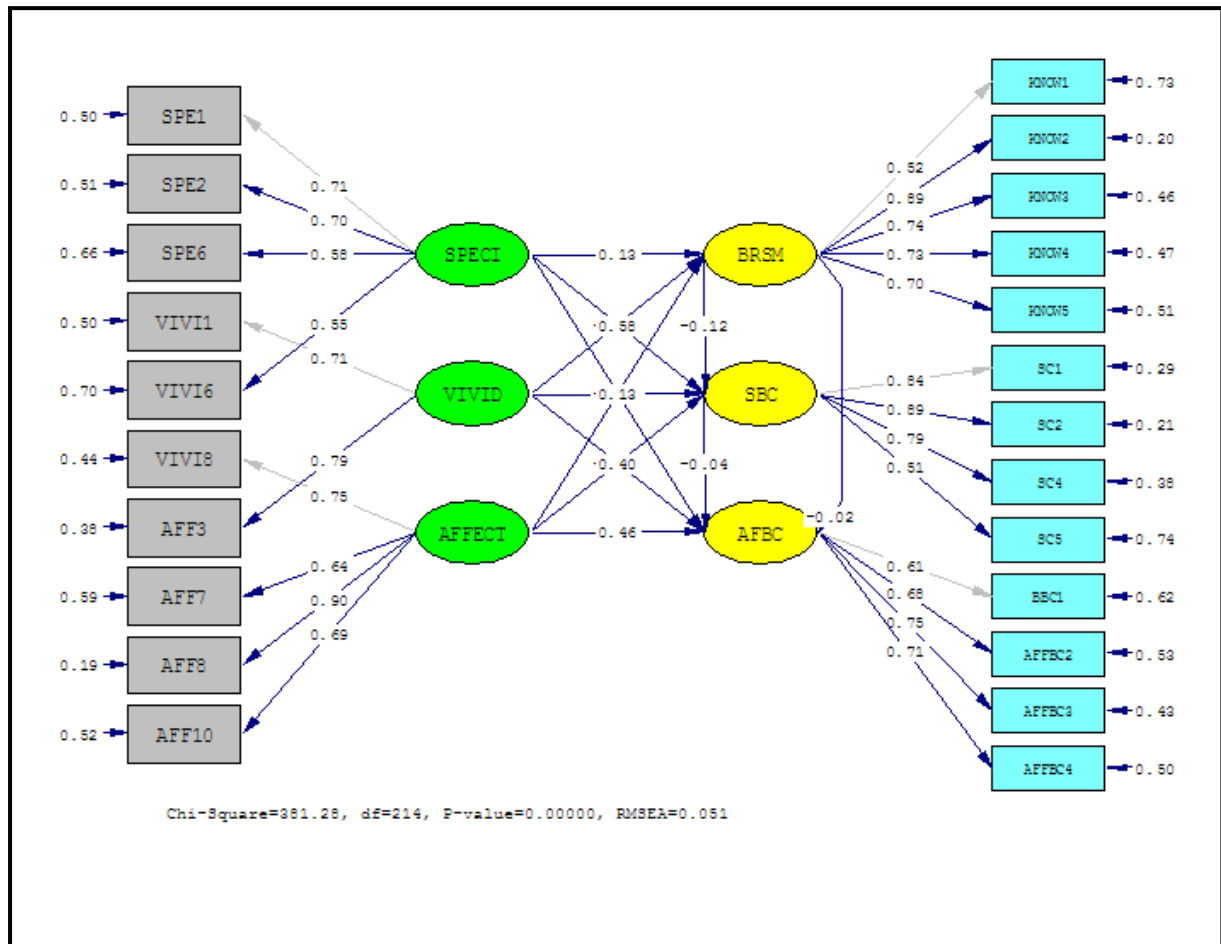 0.50 SPE1
0.51 SPE2
0.66 SPE6
0.50 VIVI1
0.70 VIVI6
0.44 VIVI8
0.38 AFF3
0.59 AFF7
0.19 AFF8
0.52 AFF10
0.71
0.70
0.58
0.55
0.71
0.79
0.75
0.64
0.90
0.69
SPECI
VIVID
AFFECT
0.13
-0.12
0.13
-0.04
0.46
-0.02
BRSM
SBC
AFBC
0.52
0.89
0.74
0.73
0.70
0.84
0.89
0.79
0.51
0.61
0.68
0.75
0.71
KNOW1 0.73
KNOW2 0.20
KNOW3 0.46
KNOW4 0.47
KNOW5 0.51
SC1 0.29
SC2 0.21
SC4 0.38
SC5 0.74
BBC1 0.62
AFFBC2 0.53
AFFBC3 0.43
AFFBC4 0.50
Chi-Square=381.28, df=214, P-value=0.00000, RMSEA=0.051